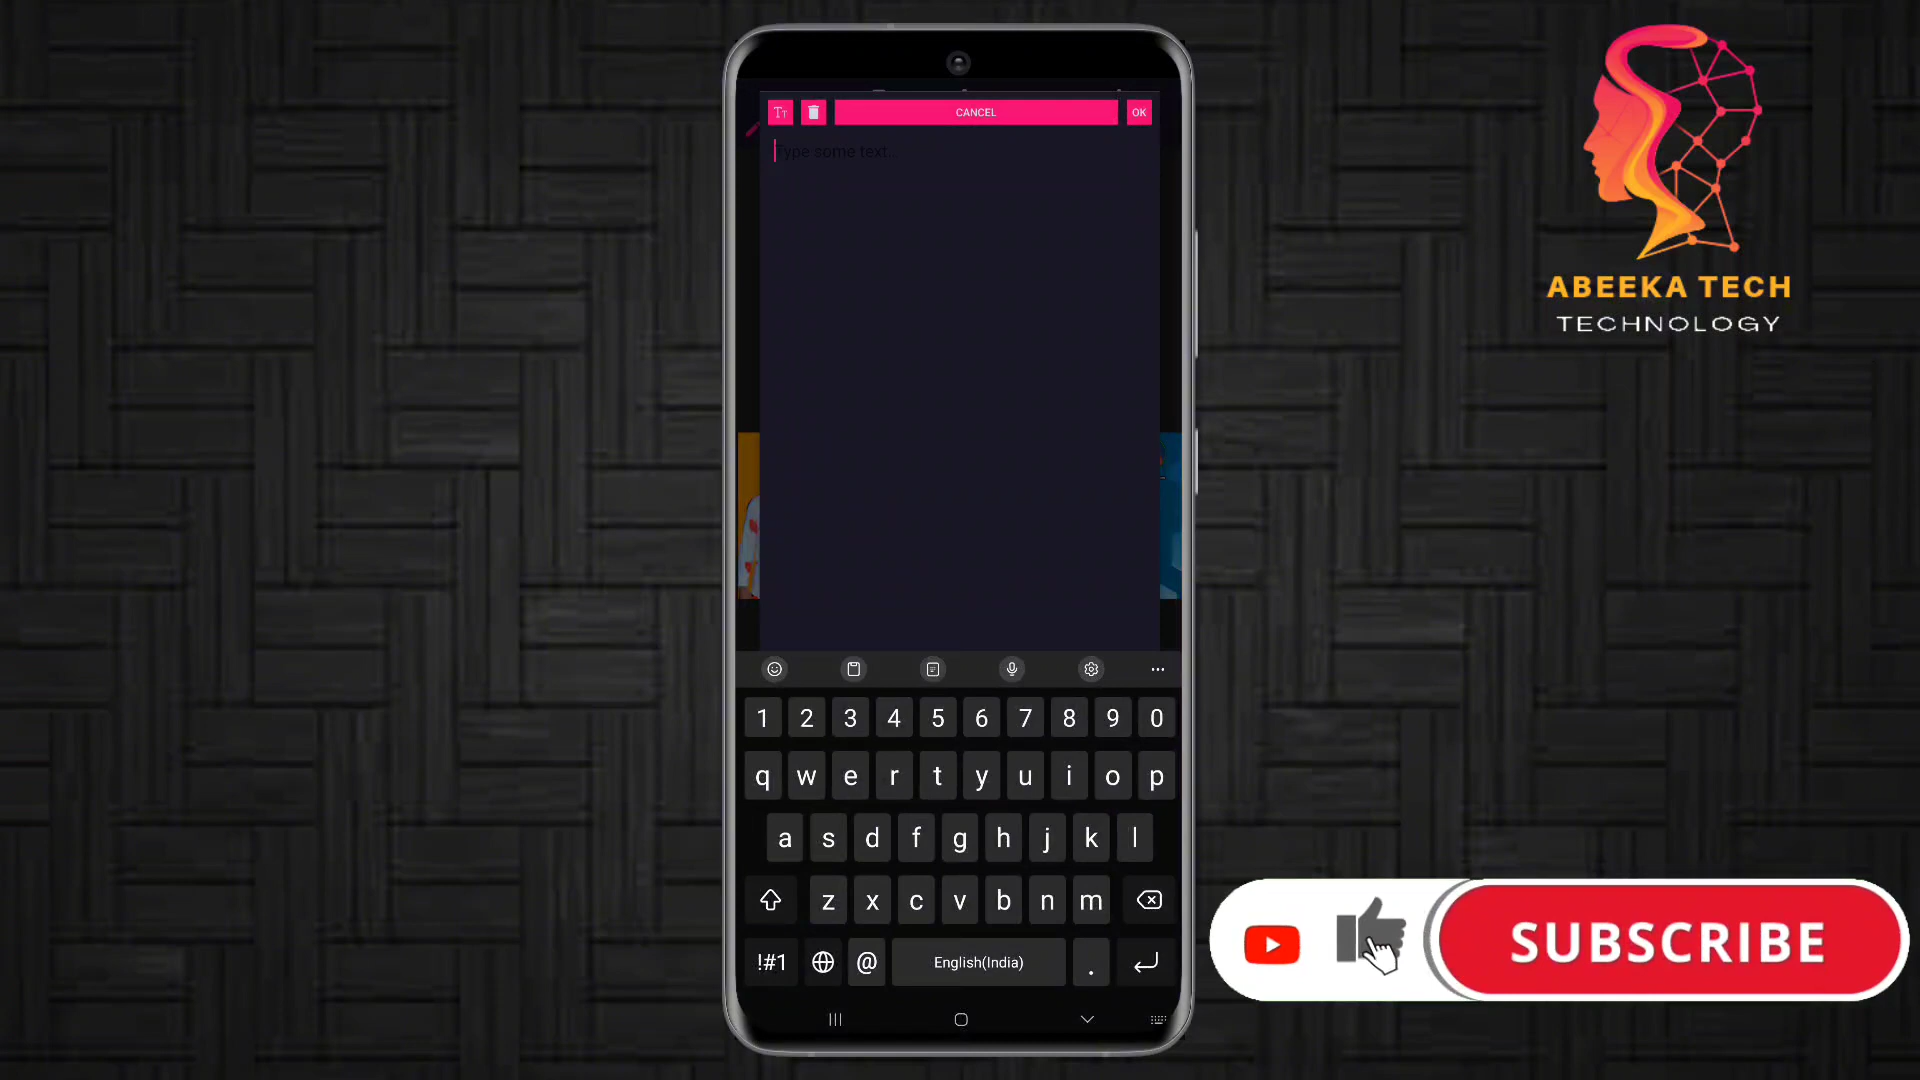 Tт
CANCEL
OK
Type some text...
1 2 3 4 5 6 7 8 9 0
q w e r t y u i o p
a s d f g h j k l
z x c v b n m
!#1 @ English(India) .
ABEEKA TECH
TECHNOLOGY
SUBSCRIBE